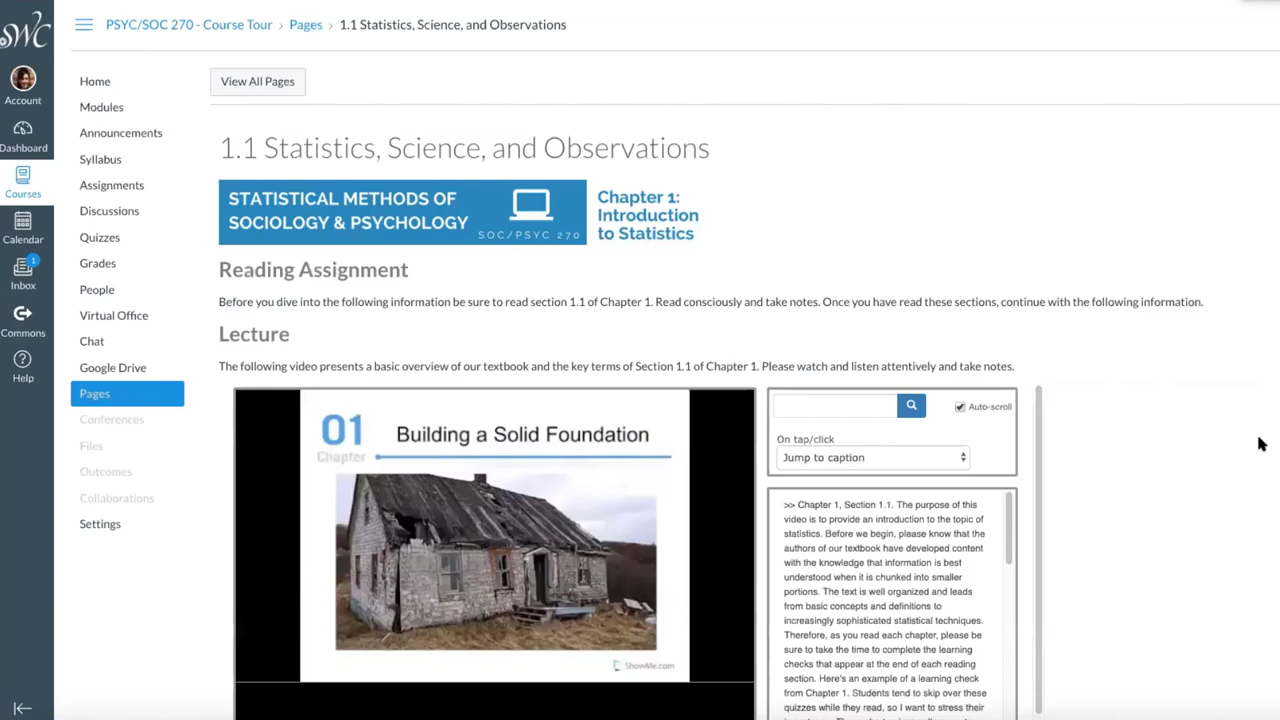 SWC
PSYC/SOC 270 - Course Tour › Pages › 1.1 Statistics, Science, and Observations
Account
Dashboard
Courses
Calendar
1
Inbox
Commons
Help
Home
Modules
Announcements
Syllabus
Assignments
Discussions
Quizzes
Grades
People
Virtual Office
Chat
Google Drive
Pages
Conferences
Files
Outcomes
Collaborations
Settings
View All Pages
1.1 Statistics, Science, and Observations
STATISTICAL METHODS OF
SOCIOLOGY & PSYCHOLOGY
SOC/PSYC 270
Chapter 1:
Introduction
to Statistics
Reading Assignment
Before you dive into the following information be sure to read section 1.1 of Chapter 1. Read consciously and take notes. Once you have read these sections, continue with the following information.
Lecture
The following video presents a basic overview of our textbook and the key terms of Section 1.1 of Chapter 1. Please watch and listen attentively and take notes.
01
Chapter
Building a Solid Foundation
ShowMe.com
Auto-scroll
On tap/click
Jump to caption
>> Chapter 1, Section 1.1. The purpose of this
video is to provide an introduction to the topic of
statistics. Before we begin, please know that the
authors of our textbook have developed content
with the knowledge that information is best
understood when it is chunked into smaller
portions. The text is well organized and leads
from basic concepts and definitions to
increasingly sophisticated statistical techniques.
Therefore, as you read each chapter, please be
sure to take the time to complete the learning
checks that appear at the end of each reading
section. Here's an example of a learning check
from Chapter 1. Students tend to skip over these
quizzes while they read, so I want to stress their